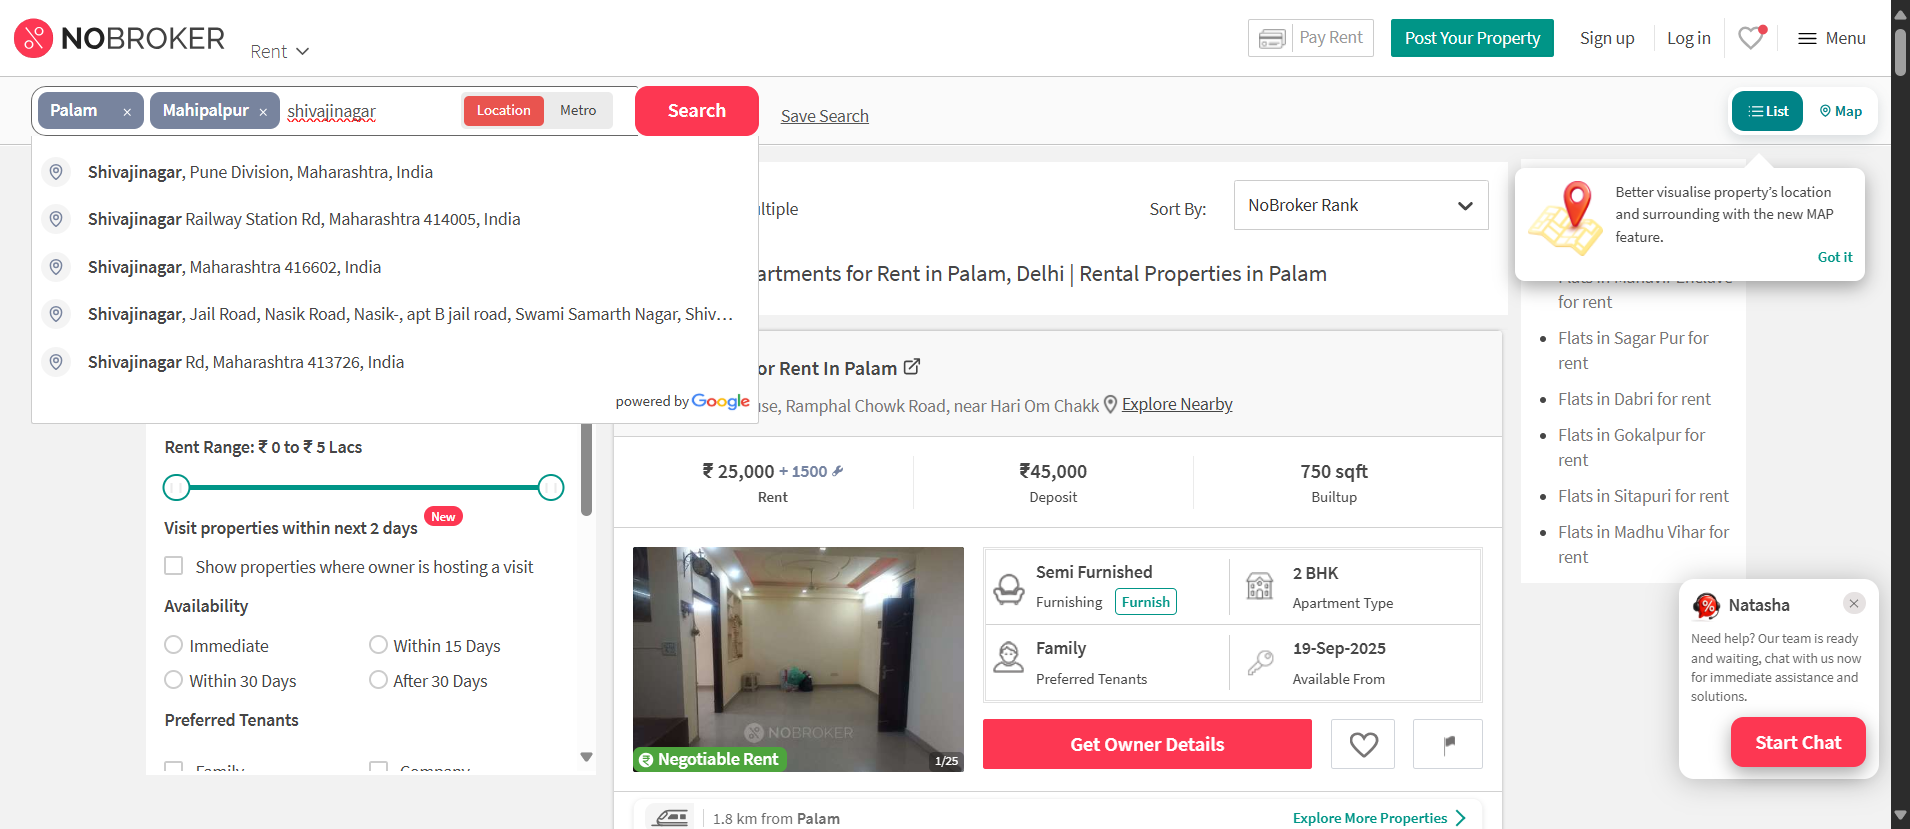 NOBROKER
Rent
Pay Rent
Post Your Property
Sign up
Log in
Menu
Palam ×
Mahipalpur ×
shivajinagar
Location
Metro
Search
Save Search
List
Map
Shivajinagar, Pune Division, Maharashtra, India
Shivajinagar Railway Station Rd, Maharashtra 414005, India
Shivajinagar, Maharashtra 416602, India
Shivajinagar, Jail Road, Nasik Road, Nasik-, apt B jail road, Swami Samarth Nagar, Shiv...
Shivajinagar Rd, Maharashtra 413726, India
powered by Google
ltiple
Sort By:
NoBroker Rank
artments for Rent in Palam, Delhi | Rental Properties in Palam
Better visualise property's location
and surrounding with the new MAP
feature.
Got it
for rent
Flats in Sagar Pur for
rent
Flats in Dabri for rent
Flats in Gokalpur for
rent
Flats in Sitapuri for rent
Flats in Madhu Vihar for
rent
or Rent In Palam
use, Ramphal Chowk Road, near Hari Om Chakk
Explore Nearby
Rent Range: ₹ 0 to ₹ 5 Lacs
Visit properties within next 2 days
New
Show properties where owner is hosting a visit
Availability
Immediate
Within 15 Days
Within 30 Days
After 30 Days
Preferred Tenants
Family
Company
₹ 25,000 + 1500
Rent
₹45,000
Deposit
750 sqft
Builtup
NOBROKER
Negotiable Rent
1/25
Semi Furnished
Furnishing
Furnish
2 BHK
Apartment Type
Family
Preferred Tenants
19-Sep-2025
Available From
Get Owner Details
1.8 km from Palam
Explore More Properties
Natasha
Need help? Our team is ready
and waiting, chat with us now
for immediate assistance and
solutions.
Start Chat